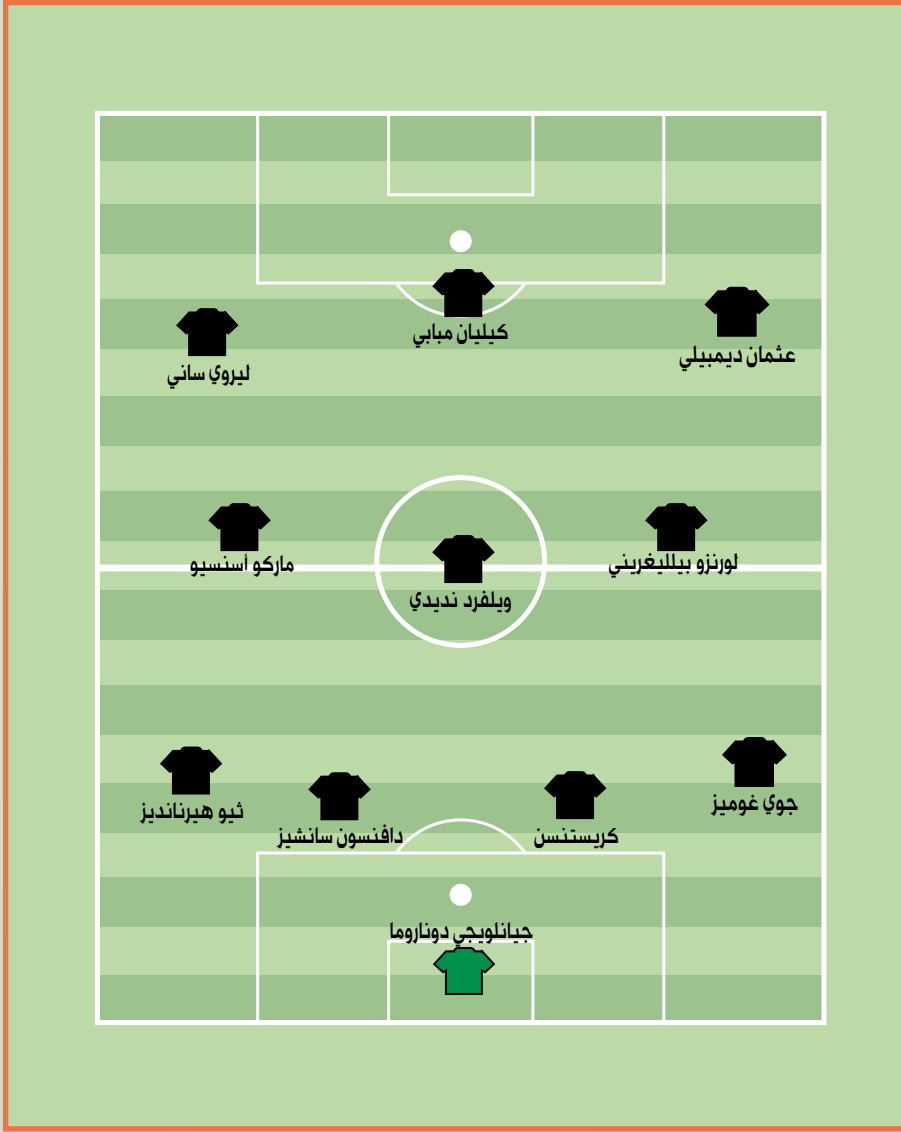 كيليان مبابي
عثمان ديمبيلي
ليروي ساني
لورنزو بيلليغريني
ماركو أسنسيو
ويلفرد نديدي
جوي غوميز
ثيو هيرنانديز
كريستنسن
دافنسون سانشيز
جيانلويجي دوناروما